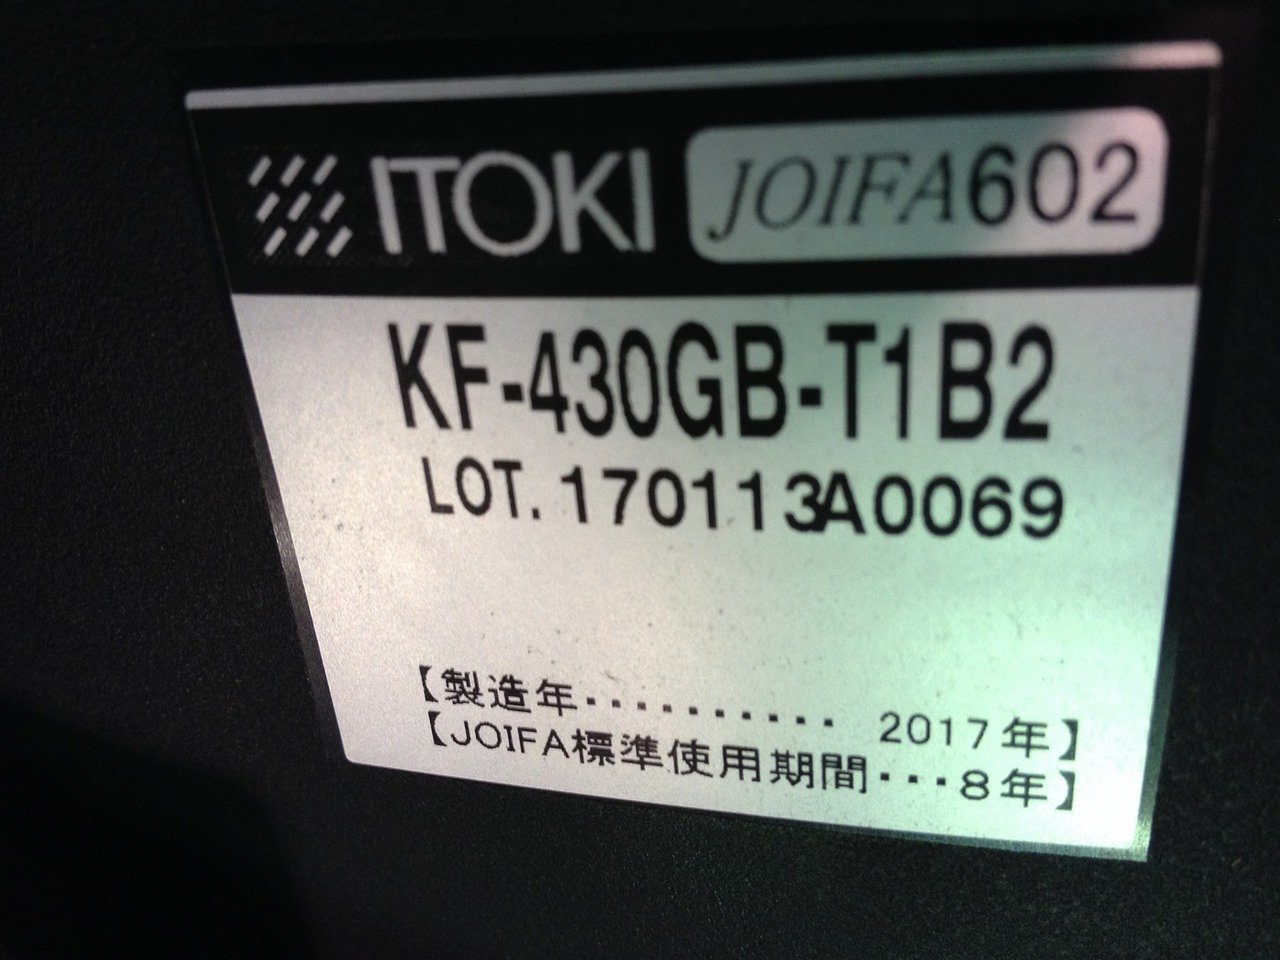 ITOKI JOIFA602
KF-430GB-T1B2
LOT. 170113A0069
【製造年・・・・・・・・・・ 2017年】
【JOIFA標準使用期間・・・8年】